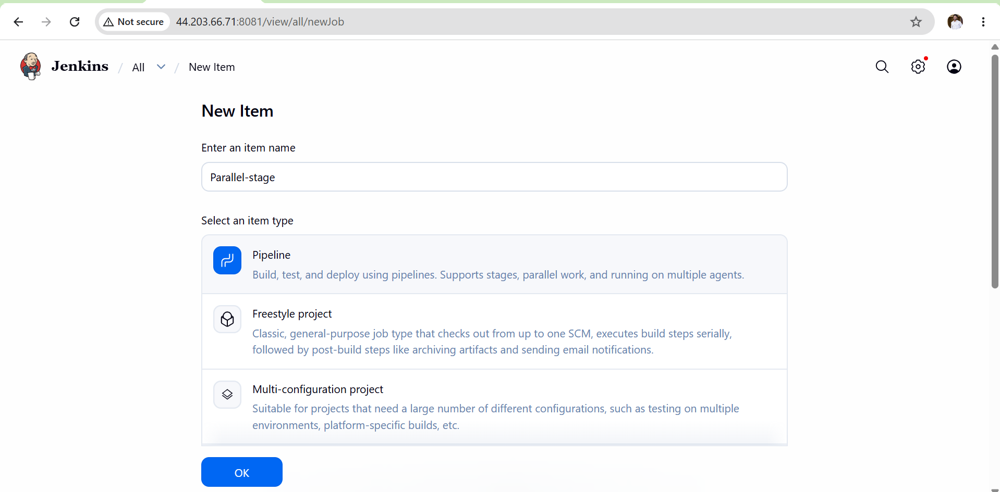 Not secure 44.203.66.71:8081/view/all/newJob
Jenkins / All / New Item
New Item
Enter an item name
Parallel-stage
Select an item type
Pipeline
Build, test, and deploy using pipelines. Supports stages, parallel work, and running on multiple agents.
Freestyle project
Classic, general-purpose job type that checks out from up to one SCM, executes build steps serially,
followed by post-build steps like archiving artifacts and sending email notifications.
Multi-configuration project
Suitable for projects that need a large number of different configurations, such as testing on multiple
environments, platform-specific builds, etc.
OK